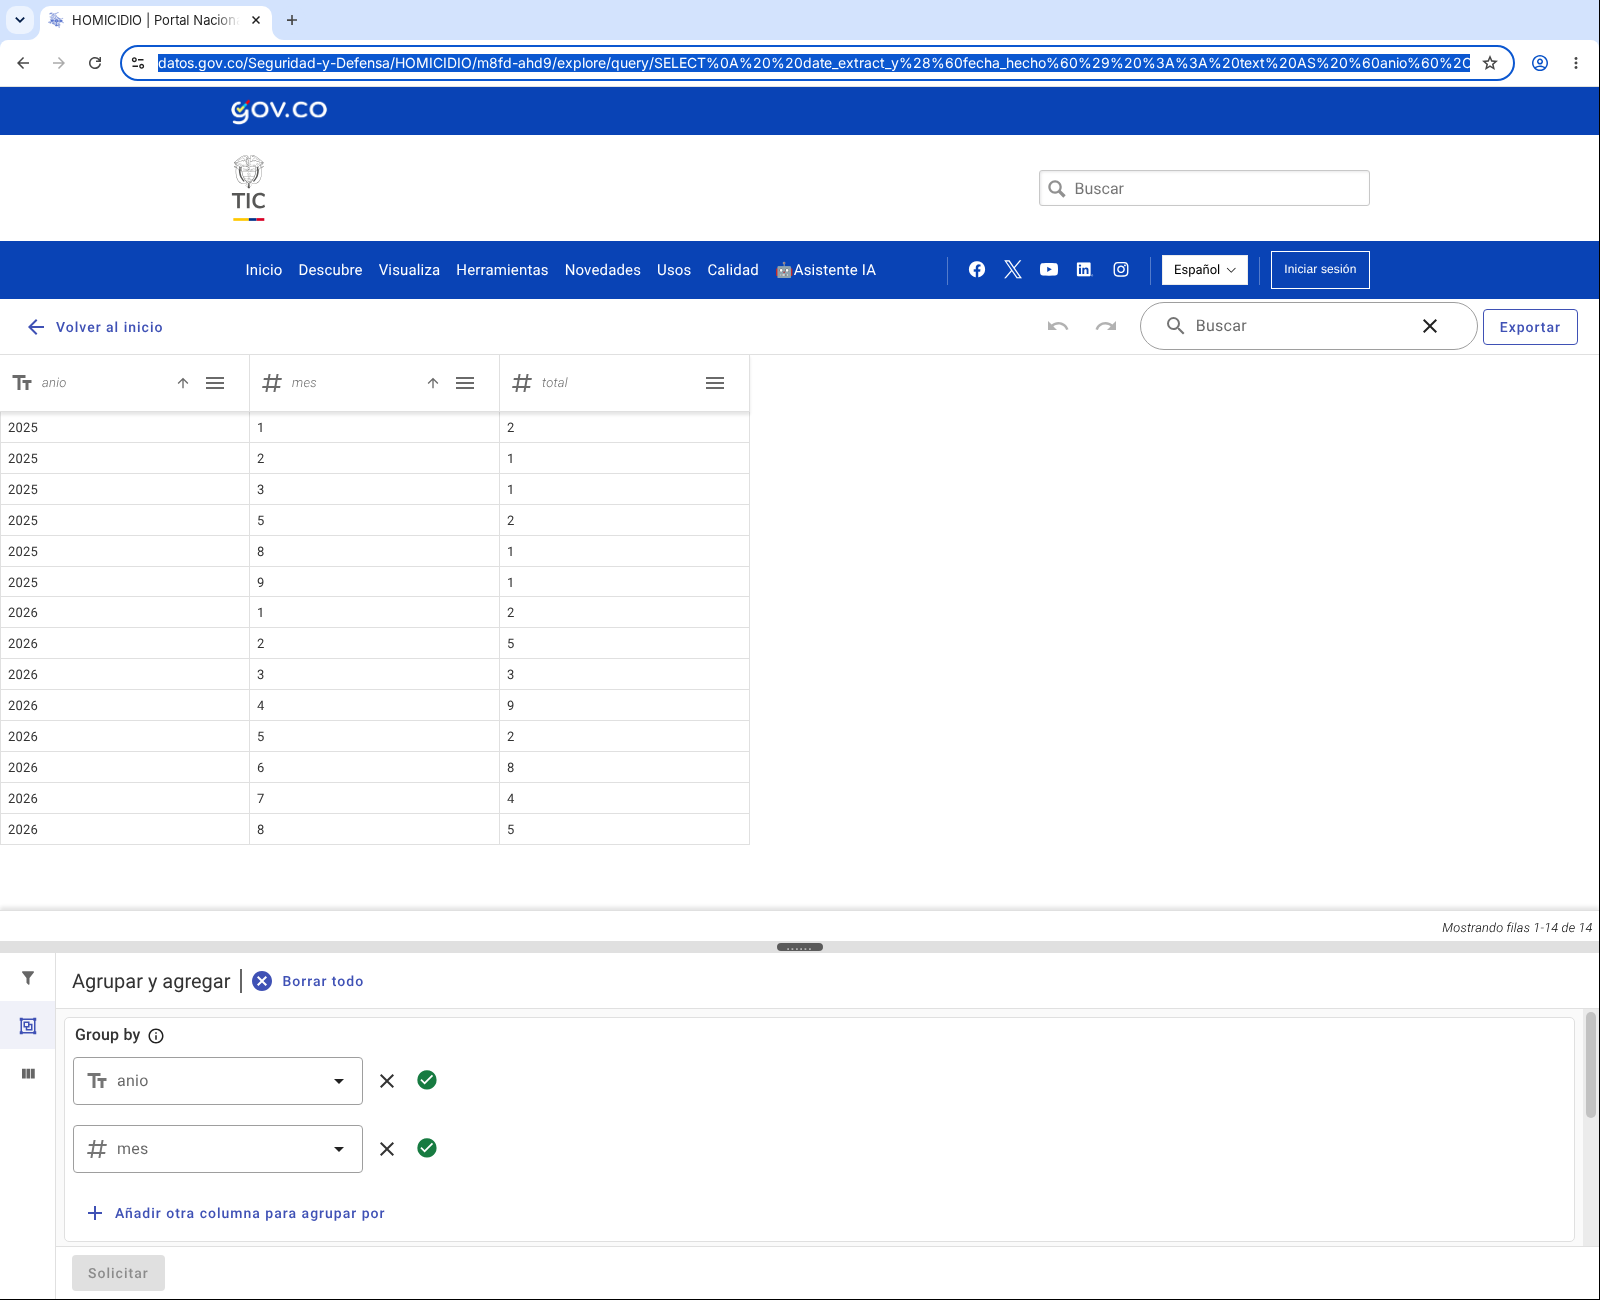 HOMICIDIO | Portal Nacion
datos.gov.co/Seguridad-y-Defensa/HOMICIDIO/m8fd-ahd9/explore/query/SELECT%0A%20%20date_extract_y%28%60fecha_hecho%60%29%20%3A%3A%20text%20AS%20%60anio%60%2C
GOV.CO
TIC
Buscar
Inicio Descubre Visualiza Herramientas Novedades Usos Calidad 🤖Asistente IA Español Iniciar sesión
Volver al inicio Buscar Exportar
anio mes total
2025 1 2
2025 2 1
2025 3 1
2025 5 2
2025 8 1
2025 9 1
2026 1 2
2026 2 5
2026 3 3
2026 4 9
2026 5 2
2026 6 8
2026 7 4
2026 8 5
Mostrando filas 1-14 de 14
Agrupar y agregar | Borrar todo
Group by
anio
mes
Añadir otra columna para agrupar por
Solicitar